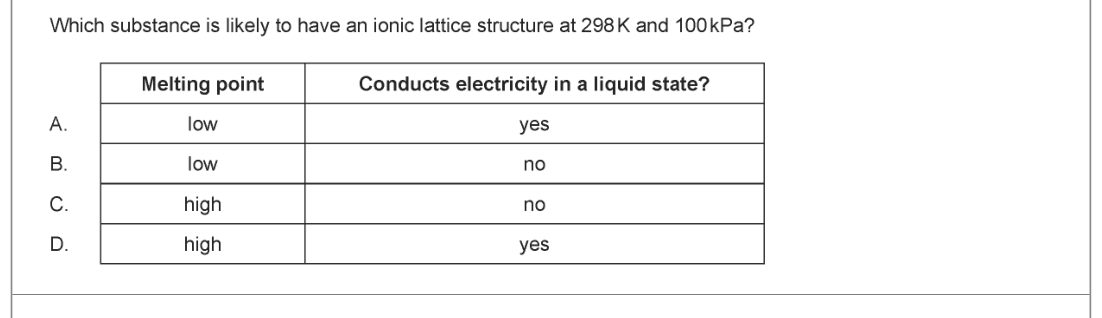 Which substance is likely to have an ionic lattice structure at 298 K and 100 kPa?
Melting point Conducts electricity in a liquid state?
A. low yes
B. low no
C. high no
D. high yes